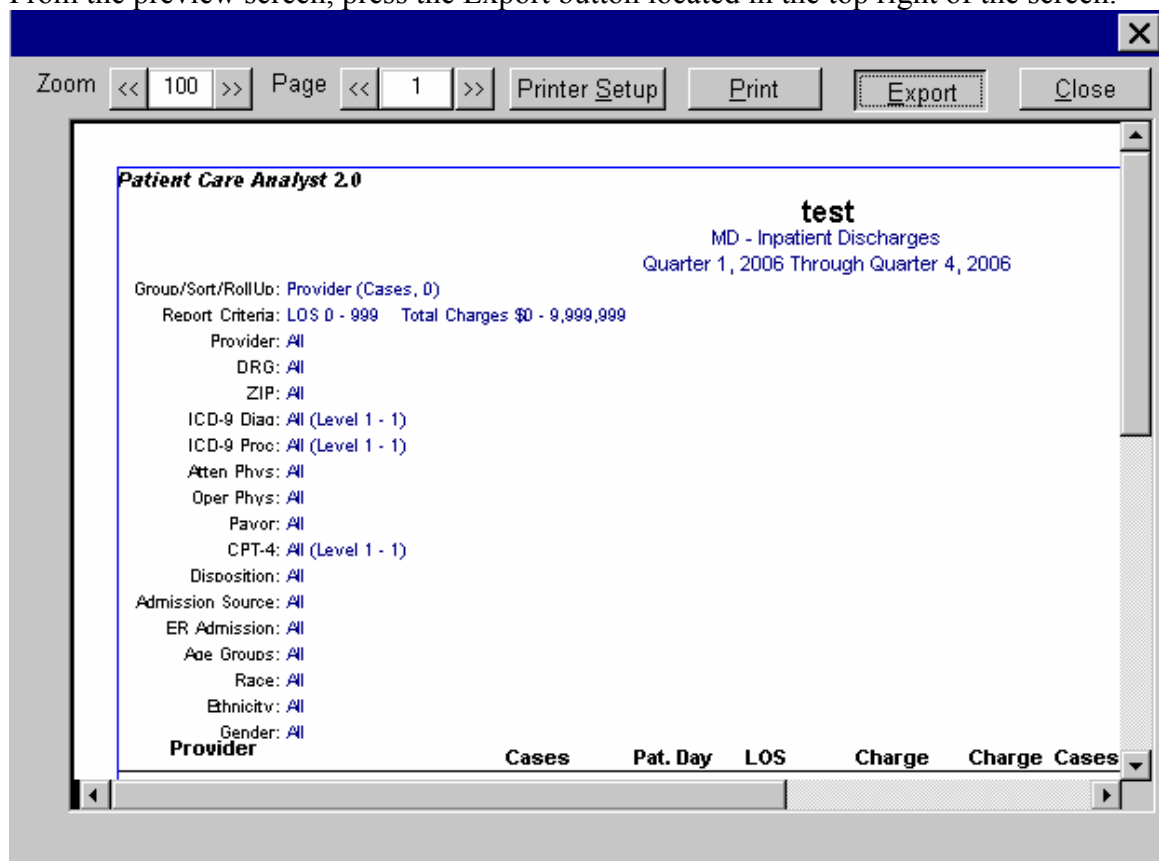 From the preview screen, press the Export button located in the top right of the screen.
Zoom << 100 >> Page << 1 >> Printer Setup Print Export Close
Patient Care Analyst 2.0
test
MD - Inpatient Discharges
Quarter 1, 2006 Through Quarter 4, 2006
Group/Sort/RollUp: Provider (Cases, 0)
Report Criteria: LOS 0 - 999 Total Charges $0 - 9,999,999
Provider: All
DRG: All
ZIP: All
ICD-9 Diag: All (Level 1 - 1)
ICD-9 Proc: All (Level 1 - 1)
Atten Phys: All
Oper Phys: All
Payor: All
CPT-4: All (Level 1 - 1)
Disposition: All
Admission Source: All
ER Admission: All
Age Groups: All
Race: All
Ethnicity: All
Gender: All
Provider Cases Pat. Day LOS Charge Charge Cases